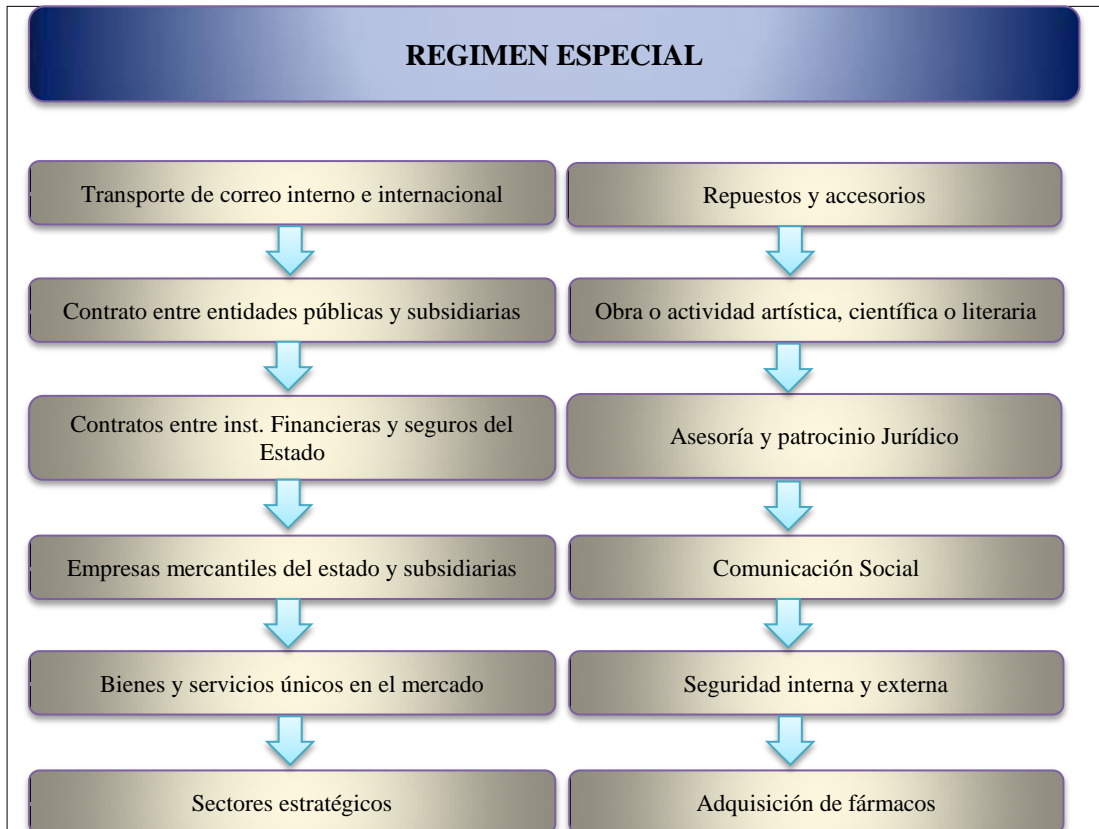 REGIMEN ESPECIAL
Transporte de correo interno e internacional
Contrato entre entidades públicas y subsidiarias
Contratos entre inst. Financieras y seguros del
Estado
Empresas mercantiles del estado y subsidiarias
Bienes y servicios únicos en el mercado
Sectores estratégicos
Repuestos y accesorios
Obra o actividad artística, científica o literaria
Asesoría y patrocinio Jurídico
Comunicación Social
Seguridad interna y externa
Adquisición de fármacos